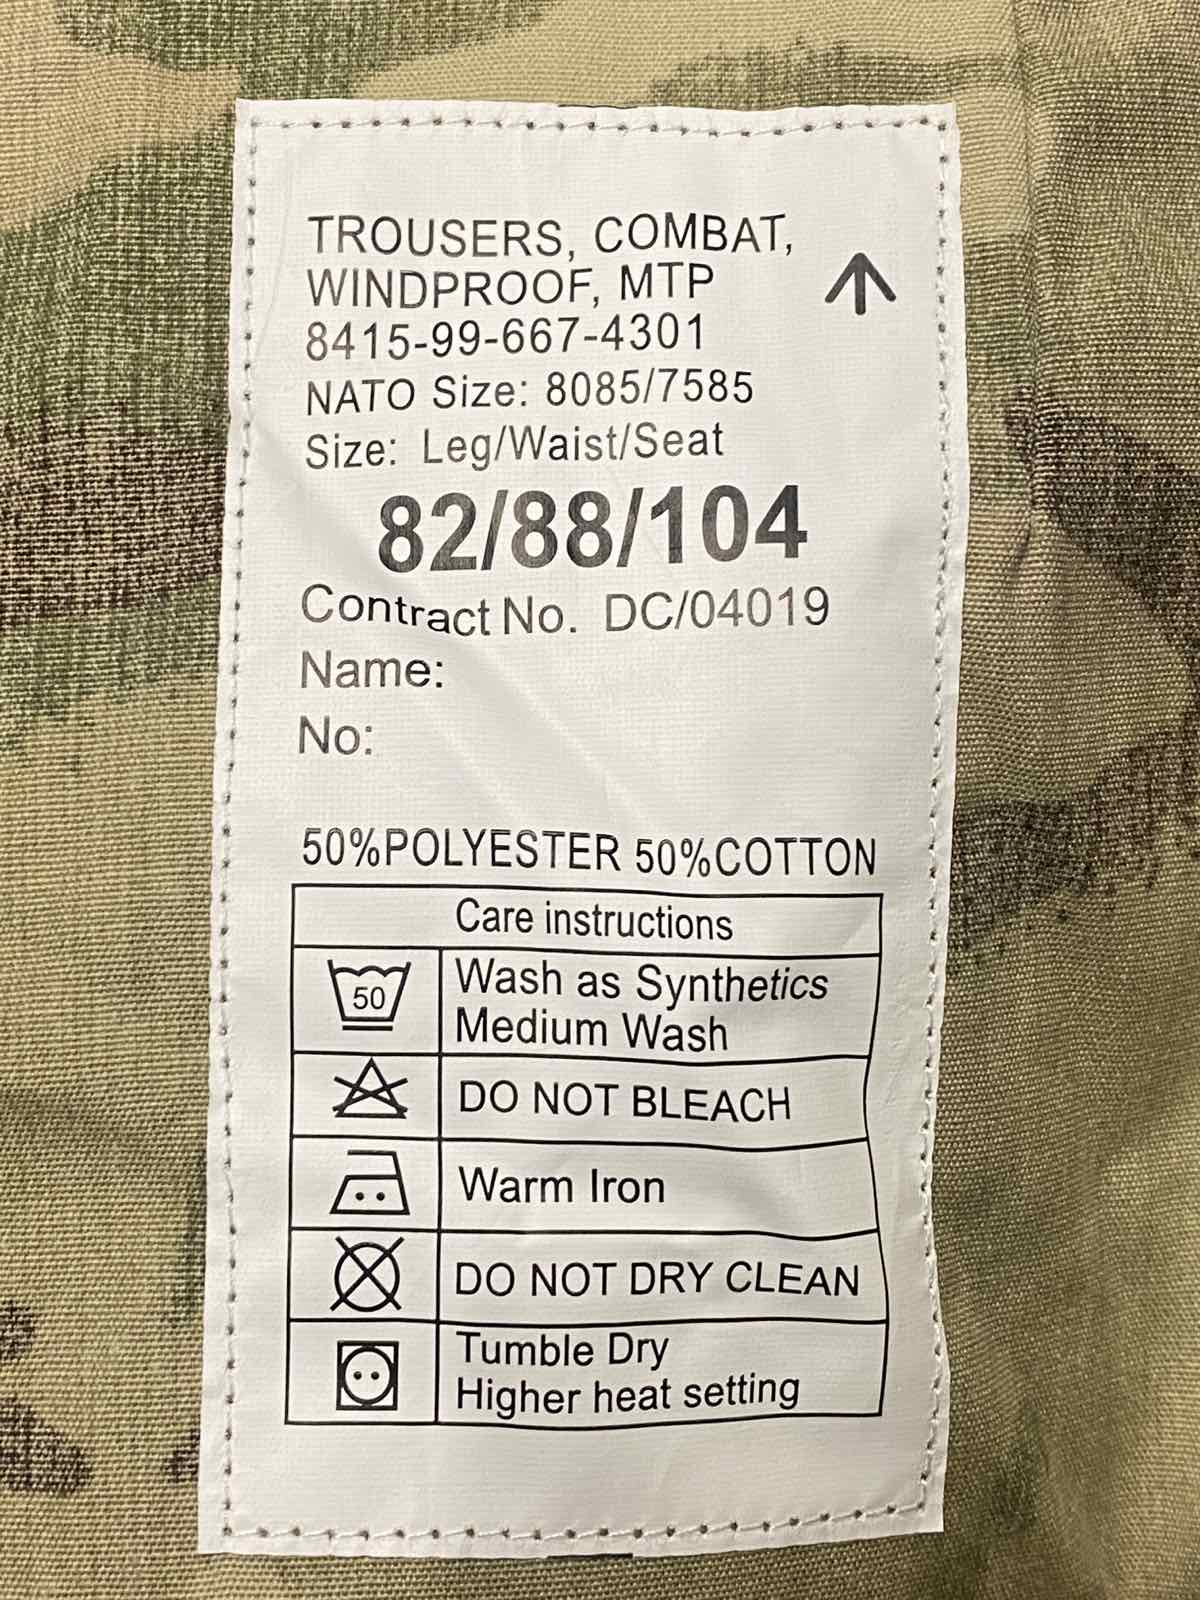 TROUSERS, COMBAT,
WINDPROOF, MTP
8415-99-667-4301
NATO Size: 8085/7585
Size: Leg/Waist/Seat
82/88/104
Contract No. DC/04019
Name:
No:
50%POLYESTER 50%COTTON
Care instructions
50
Wash as Synthetics
Medium Wash
DO NOT BLEACH
Warm Iron
DO NOT DRY CLEAN
Tumble Dry
Higher heat setting